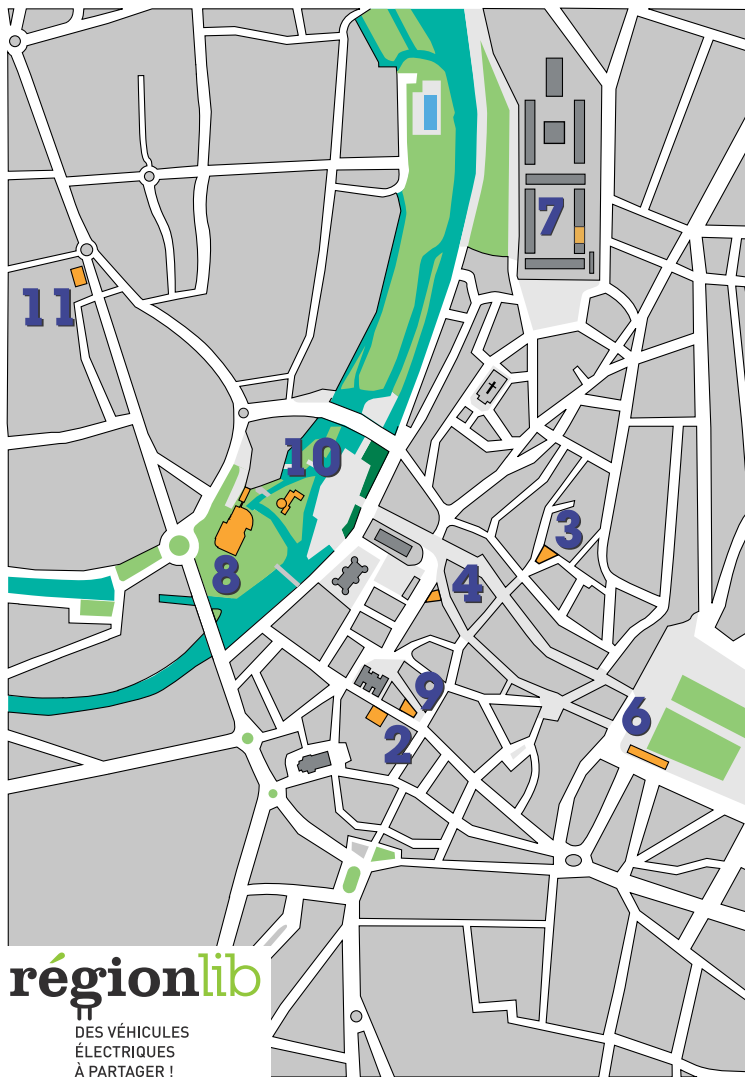 7
11
10
3
8
4
9
6
2
régionlib
DES VÉHICULES
ÉLECTRIQUES
À PARTAGER !